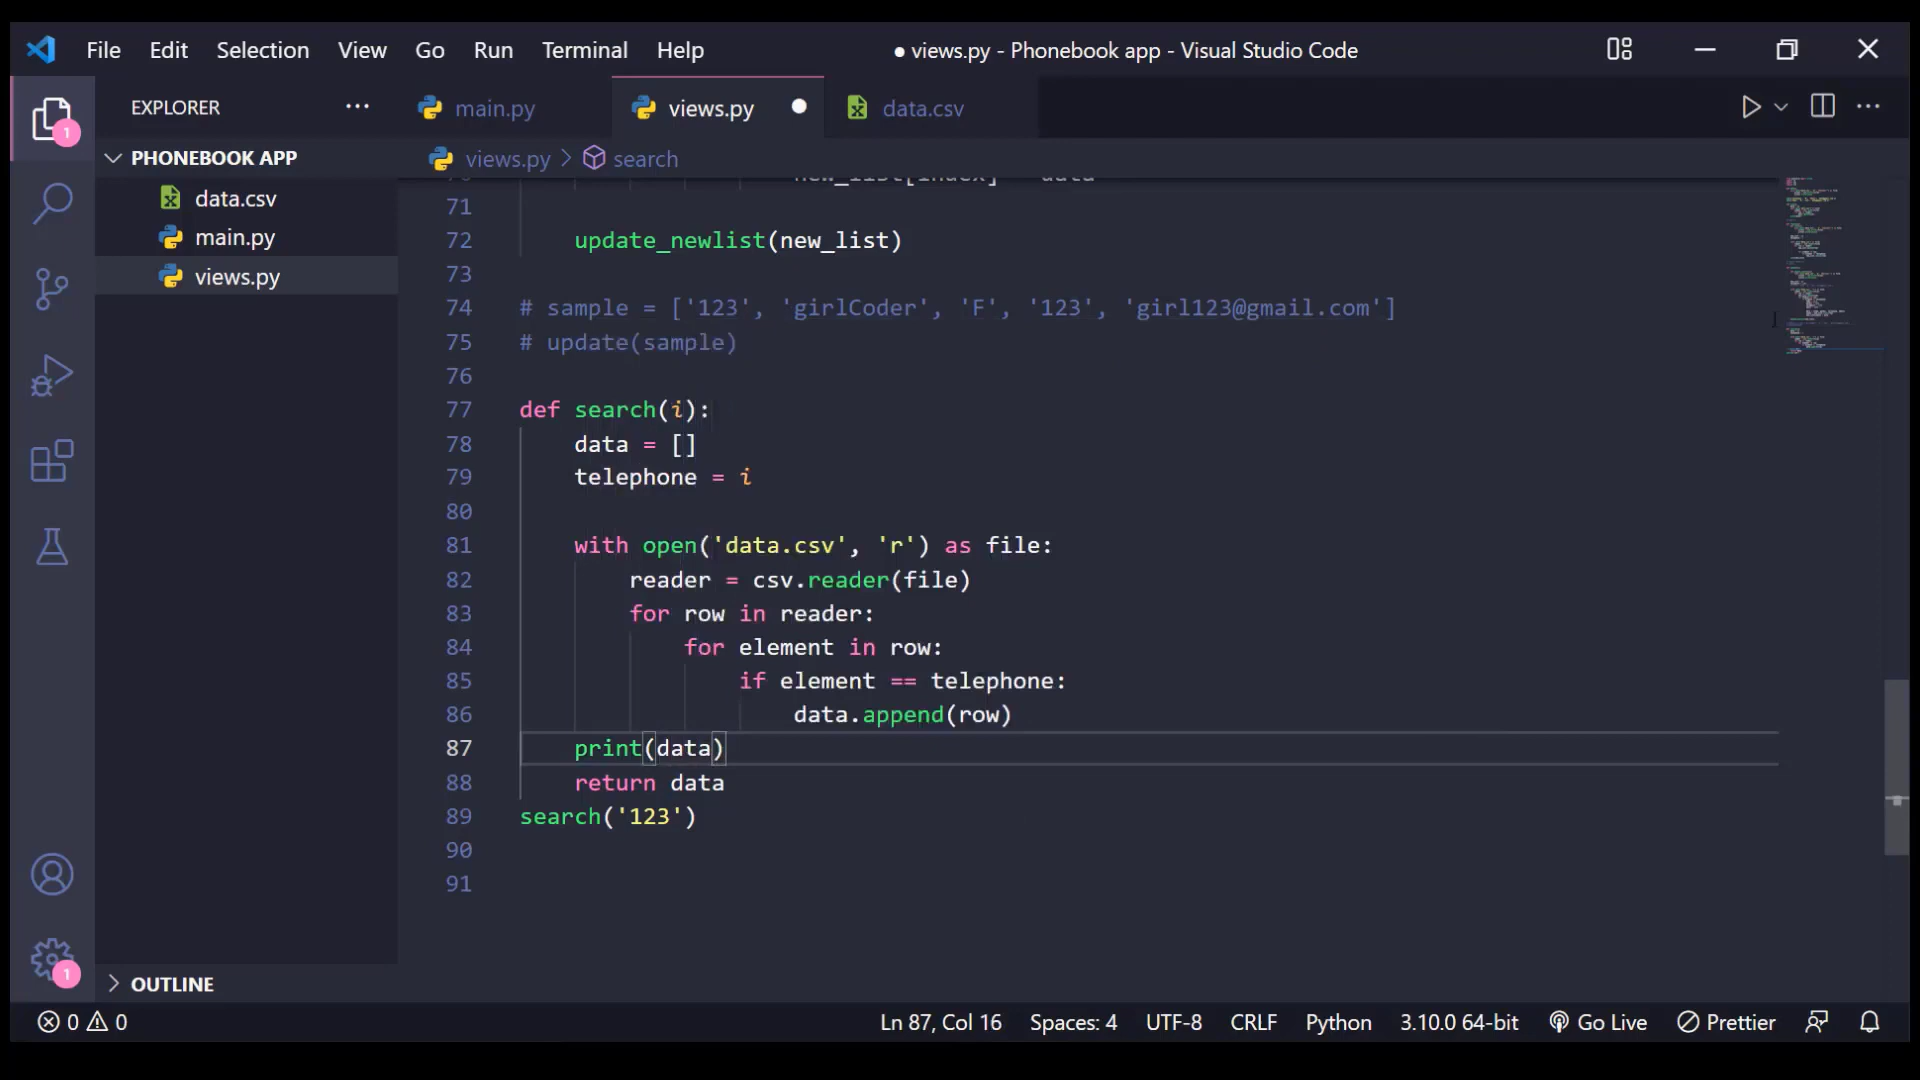 File Edit Selection View Go Run Terminal Help
● views.py - Phonebook app - Visual Studio Code
EXPLORER ...
main.py
views.py
data.csv
1
PHONEBOOK APP
data.csv
main.py
views.py
views.py > search
71
72 update_newlist(new_list)
73
74 # sample = ['123', 'girlCoder', 'F', '123', 'girl123@gmail.com']
75 # update(sample)
76
77 def search(i):
78 data = []
79 telephone = i
80
81 with open('data.csv', 'r') as file:
82 reader = csv.reader(file)
83 for row in reader:
84 for element in row:
85 if element == telephone:
86 data.append(row)
87 print(data)
88 return data
89 search('123')
90
91
1
OUTLINE
0 0
Ln 87, Col 16 Spaces: 4 UTF-8 CRLF Python 3.10.0 64-bit Go Live Prettier